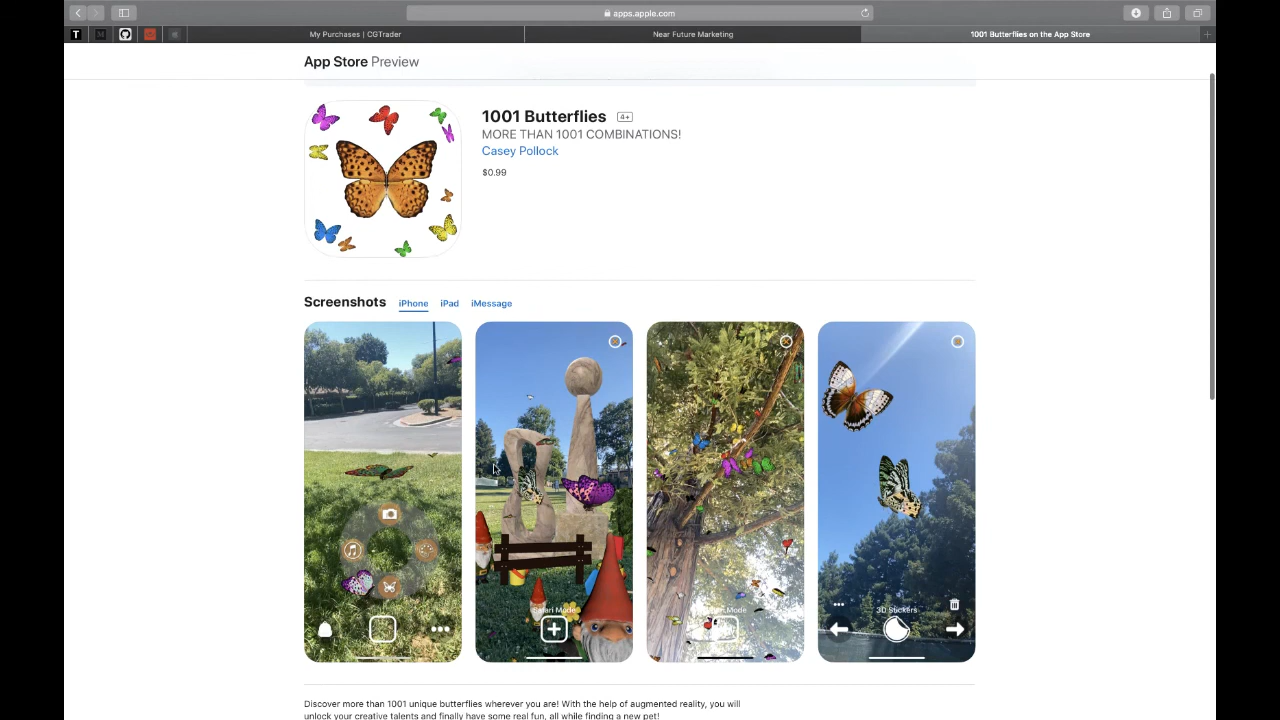 apps.apple.com
T
My Purchases | CGTrader
Near Future Marketing
1001 Butterflies on the App Store
App Store Preview
1001 Butterflies 4+
MORE THAN 1001 COMBINATIONS!
Casey Pollock
$0.99
Screenshots iPhone iPad iMessage
Safari Mode
Mode
3D Stickers
Discover more than 1001 unique butterflies wherever you are! With the help of augmented reality, you will
unlock your creative talents and finally have some real fun, all while finding a new pet!